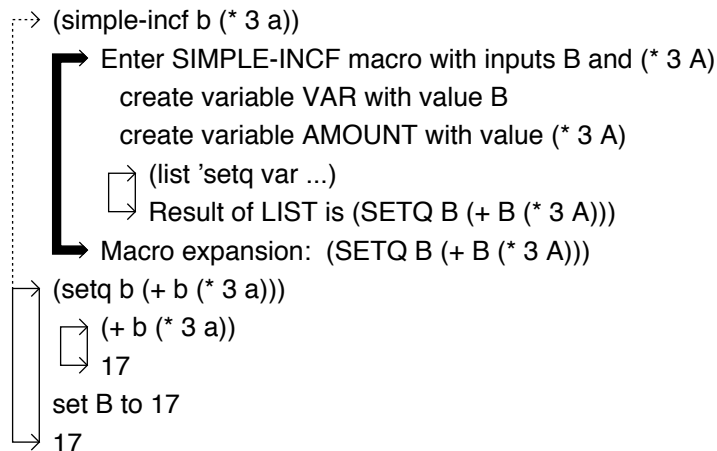 (simple-incf b (* 3 a))
Enter SIMPLE-INCF macro with inputs B and (* 3 A)
create variable VAR with value B
create variable AMOUNT with value (* 3 A)
(list 'setq var ...)
Result of LIST is (SETQ B (+ B (* 3 A)))
Macro expansion: (SETQ B (+ B (* 3 A)))
(setq b (+ b (* 3 a)))
(+ b (* 3 a))
17
set B to 17
17